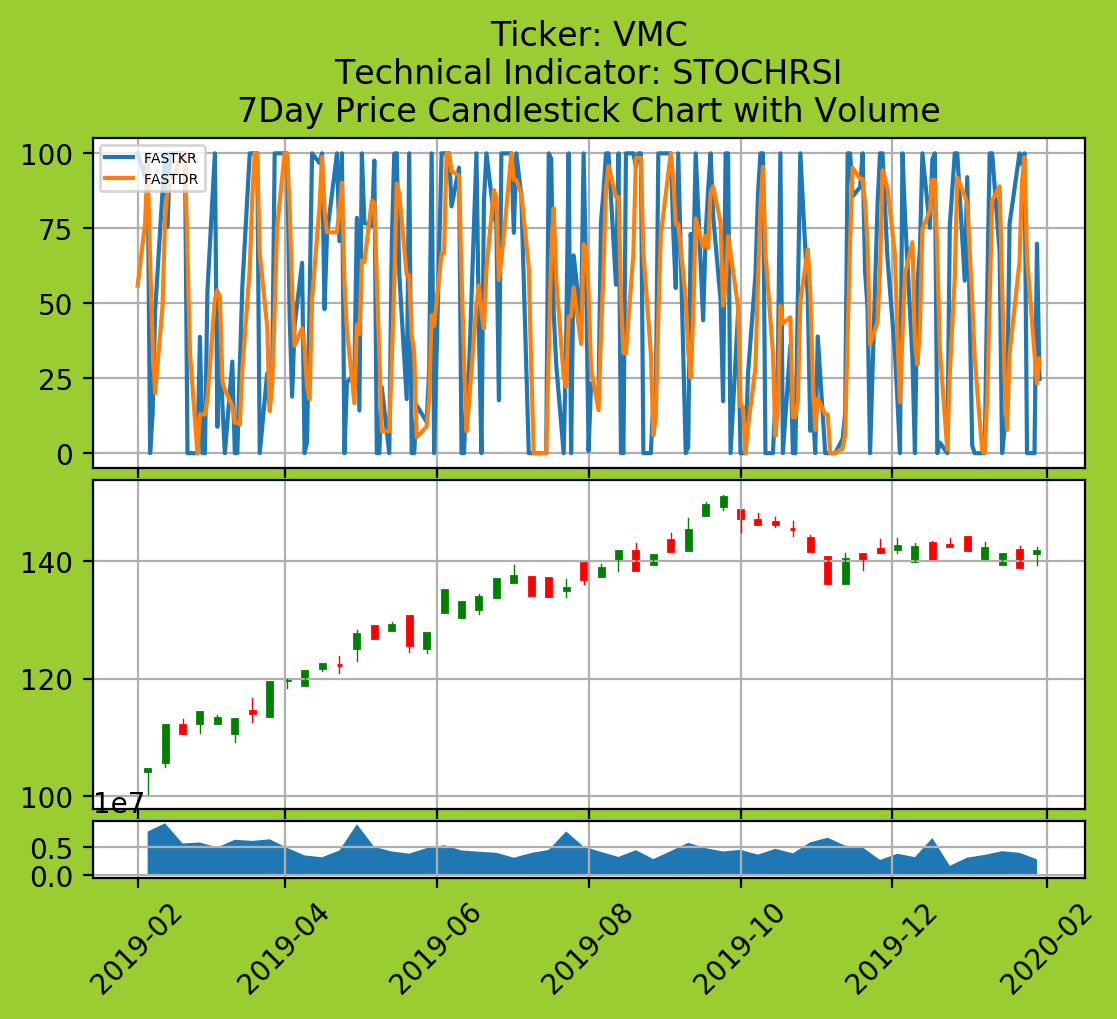 Ticker: VMC
Technical Indicator: STOCHRSI
7Day Price Candlestick Chart with Volume
100
75
50
25
0
FASTKR
FASTDR
140
120
100
1e7
0.5
0.0
2019-02
2019-04
2019-06
2019-08
2019-10
2019-12
2020-02